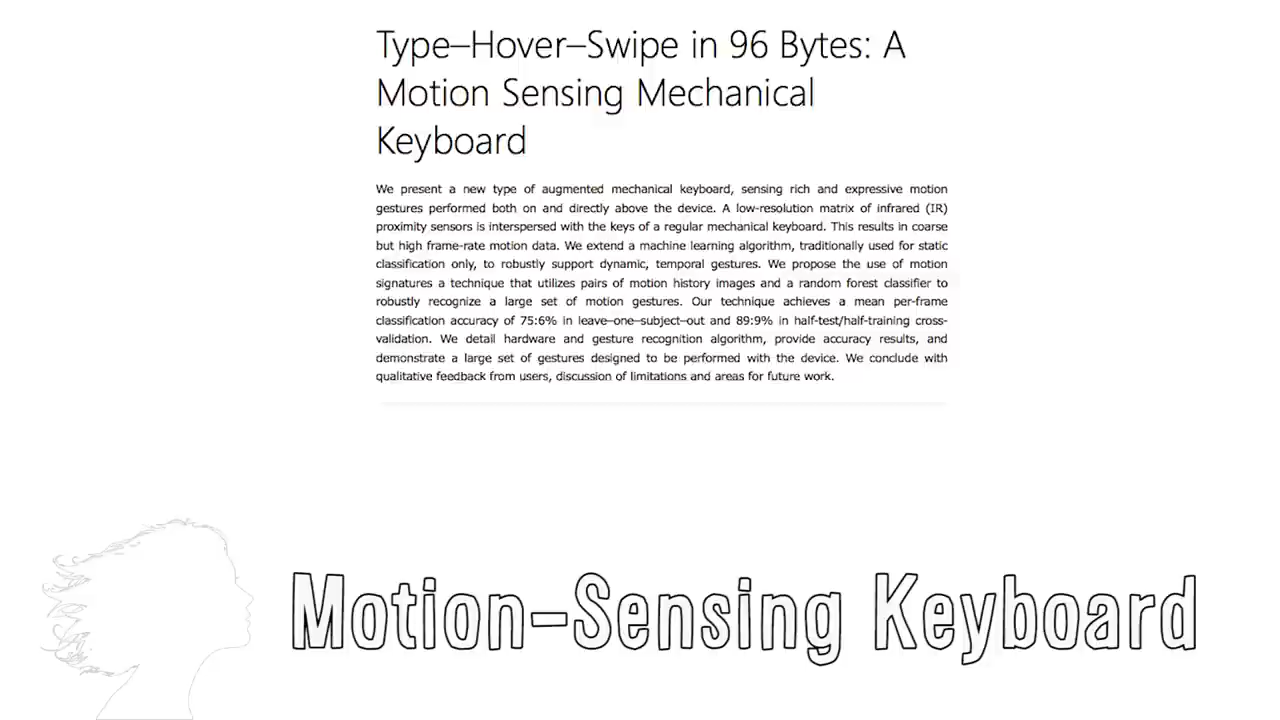 Type–Hover–Swipe in 96 Bytes: A
Motion Sensing Mechanical
Keyboard
We present a new type of augmented mechanical keyboard, sensing rich and expressive motion
gestures performed both on and directly above the device. A low-resolution matrix of infrared (IR)
proximity sensors is interspersed with the keys of a regular mechanical keyboard. This results in coarse
but high frame-rate motion data. We extend a machine learning algorithm, traditionally used for static
classification only, to robustly support dynamic, temporal gestures. We propose the use of motion
signatures a technique that utilizes pairs of motion history images and a random forest classifier to
robustly recognize a large set of motion gestures. Our technique achieves a mean per-frame
classification accuracy of 75:6% in leave–one–subject–out and 89:9% in half-test/half-training cross-
validation. We detail hardware and gesture recognition algorithm, provide accuracy results, and
demonstrate a large set of gestures designed to be performed with the device. We conclude with
qualitative feedback from users, discussion of limitations and areas for future work.
Motion-Sensing Keyboard